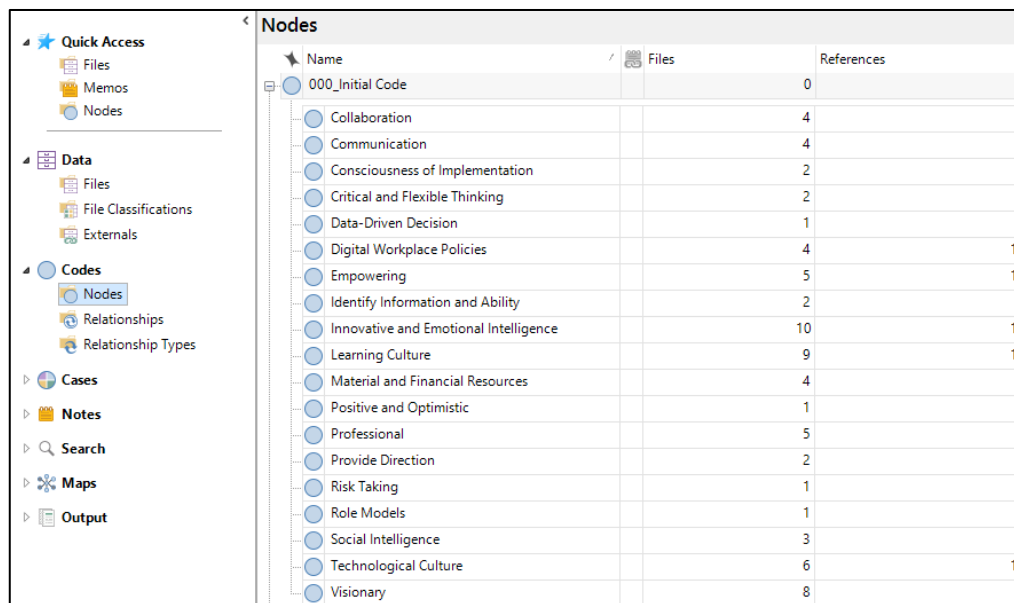 Quick Access
Files
Memos
Nodes
Data
Files
File Classifications
Externals
Codes
Nodes
Relationships
Relationship Types
Cases
Notes
Search
Maps
Output
Nodes
Name Files References
000_Initial Code 0
Collaboration 4
Communication 4
Consciousness of Implementation 2
Critical and Flexible Thinking 2
Data-Driven Decision 1
Digital Workplace Policies 4
Empowering 5
Identify Information and Ability 2
Innovative and Emotional Intelligence 10
Learning Culture 9
Material and Financial Resources 4
Positive and Optimistic 1
Professional 5
Provide Direction 2
Risk Taking 1
Role Models 1
Social Intelligence 3
Technological Culture 6
Visionary 8